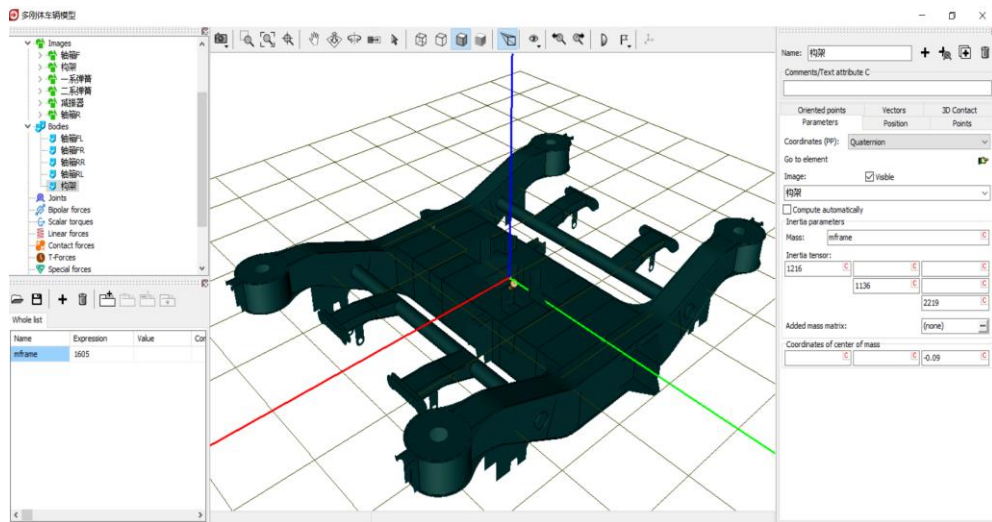 多刚体车辆模型
Images
轴箱F
构架
一系弹簧
二系弹簧
减振器
轴箱R
Bodies
轴箱FL
轴箱FR
轴箱RR
轴箱RL
构架
Joints
Bipolar forces
Scalar torques
Linear forces
Contact forces
T-Forces
Special forces
Whole list
Name Expression Value Cor
mframe 1605
Name: 构架
Comments/Text attribute C
Oriented points Vectors 3D Contact
Parameters Position Points
Coordinates (PP): Quaternion
Go to element
Image: Visible
构架
Compute automatically
Inertia parameters
Mass: mframe C
Inertia tensor:
1216 C C C
1136 C C
2219 C
Added mass matrix: (none)
Coordinates of center of mass
C C -0.09 C